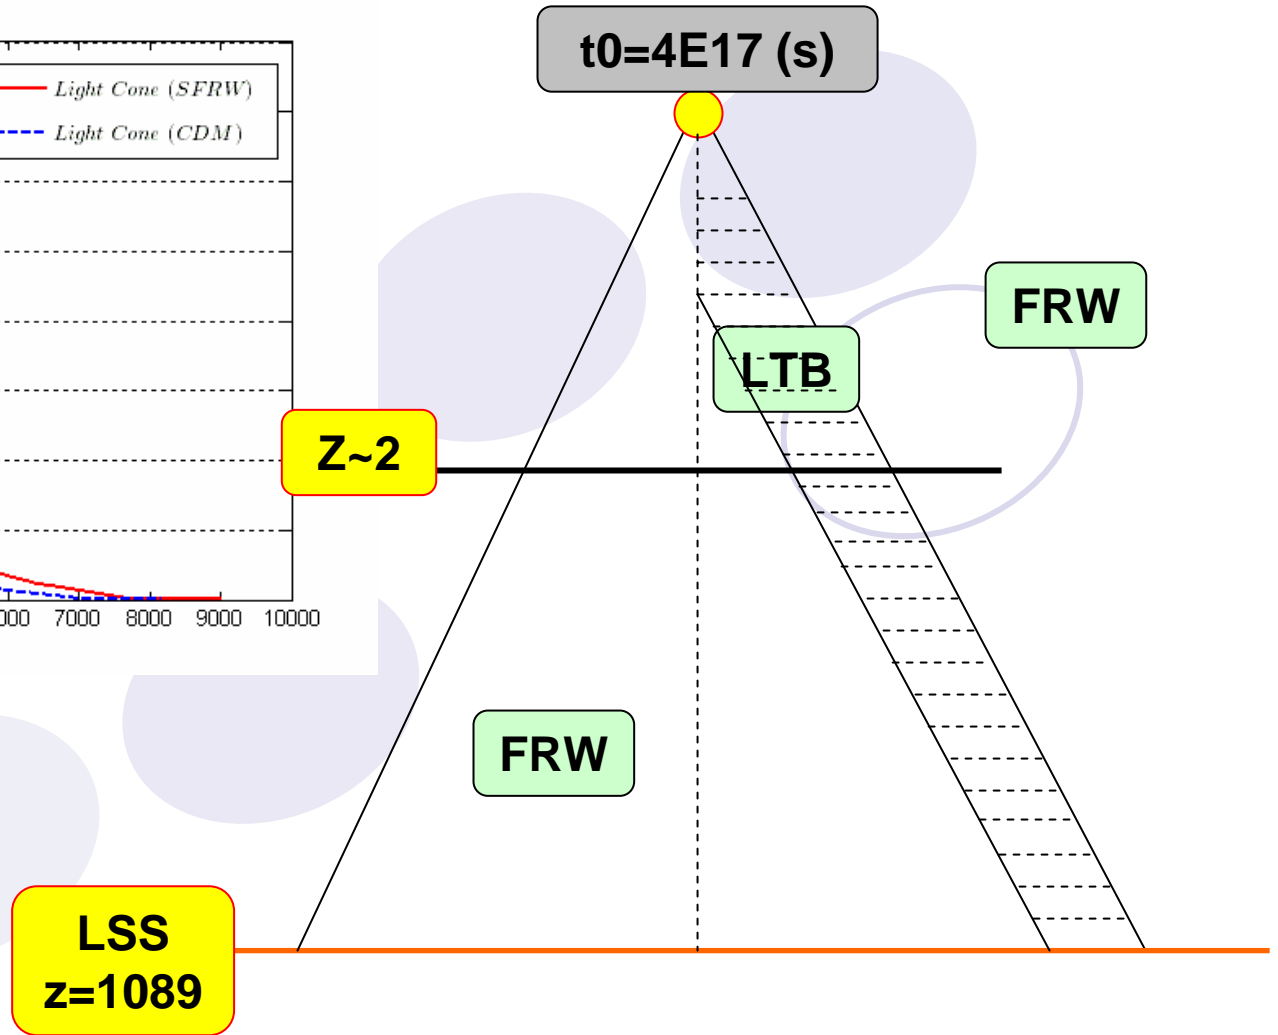 t0=4E17 (s)
Light Cone (SFRW)
Light Cone (CDM)
FRW
LTB
Z~2
7000 8000 9000 10000
FRW
LSS
z=1089